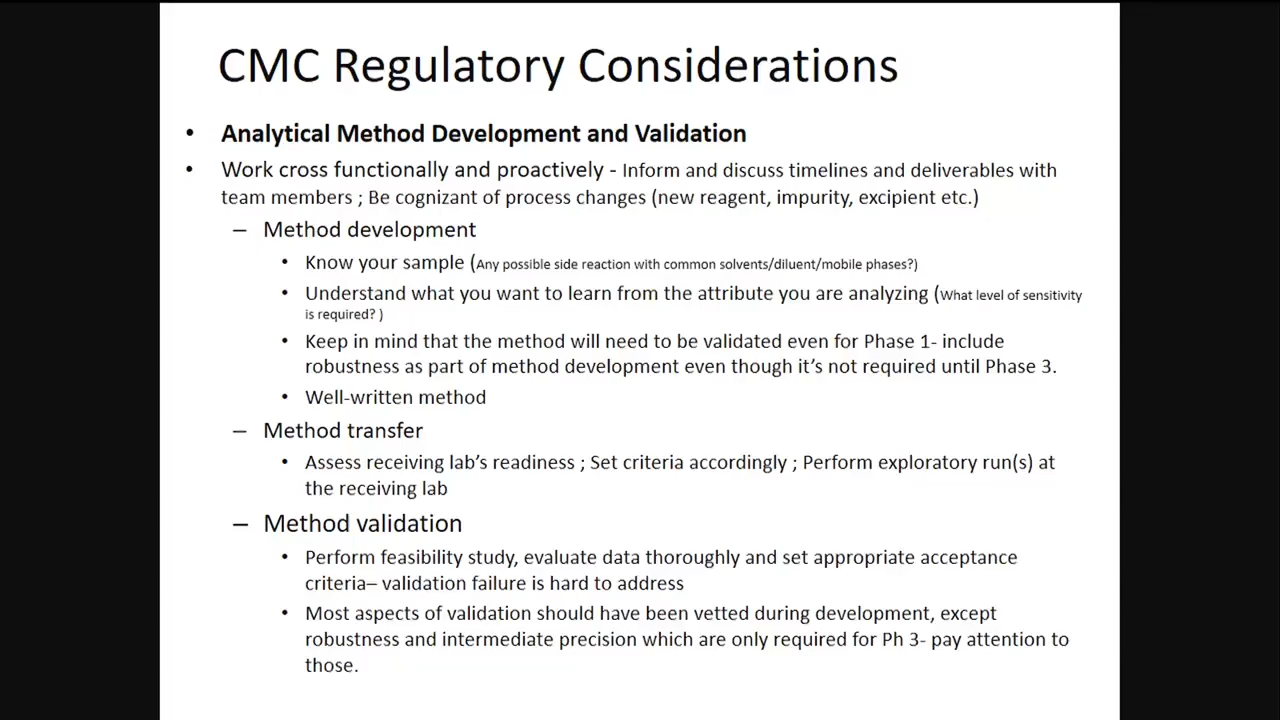 CMC Regulatory Considerations
• Analytical Method Development and Validation
• Work cross functionally and proactively - Inform and discuss timelines and deliverables with
team members ; Be cognizant of process changes (new reagent, impurity, excipient etc.)
– Method development
• Know your sample (Any possible side reaction with common solvents/diluent/mobile phases?)
• Understand what you want to learn from the attribute you are analyzing (What level of sensitivity
is required? )
• Keep in mind that the method will need to be validated even for Phase 1- include
robustness as part of method development even though it's not required until Phase 3.
• Well-written method
– Method transfer
• Assess receiving lab's readiness ; Set criteria accordingly ; Perform exploratory run(s) at
the receiving lab
– Method validation
• Perform feasibility study, evaluate data thoroughly and set appropriate acceptance
criteria– validation failure is hard to address
• Most aspects of validation should have been vetted during development, except
robustness and intermediate precision which are only required for Ph 3- pay attention to
those.